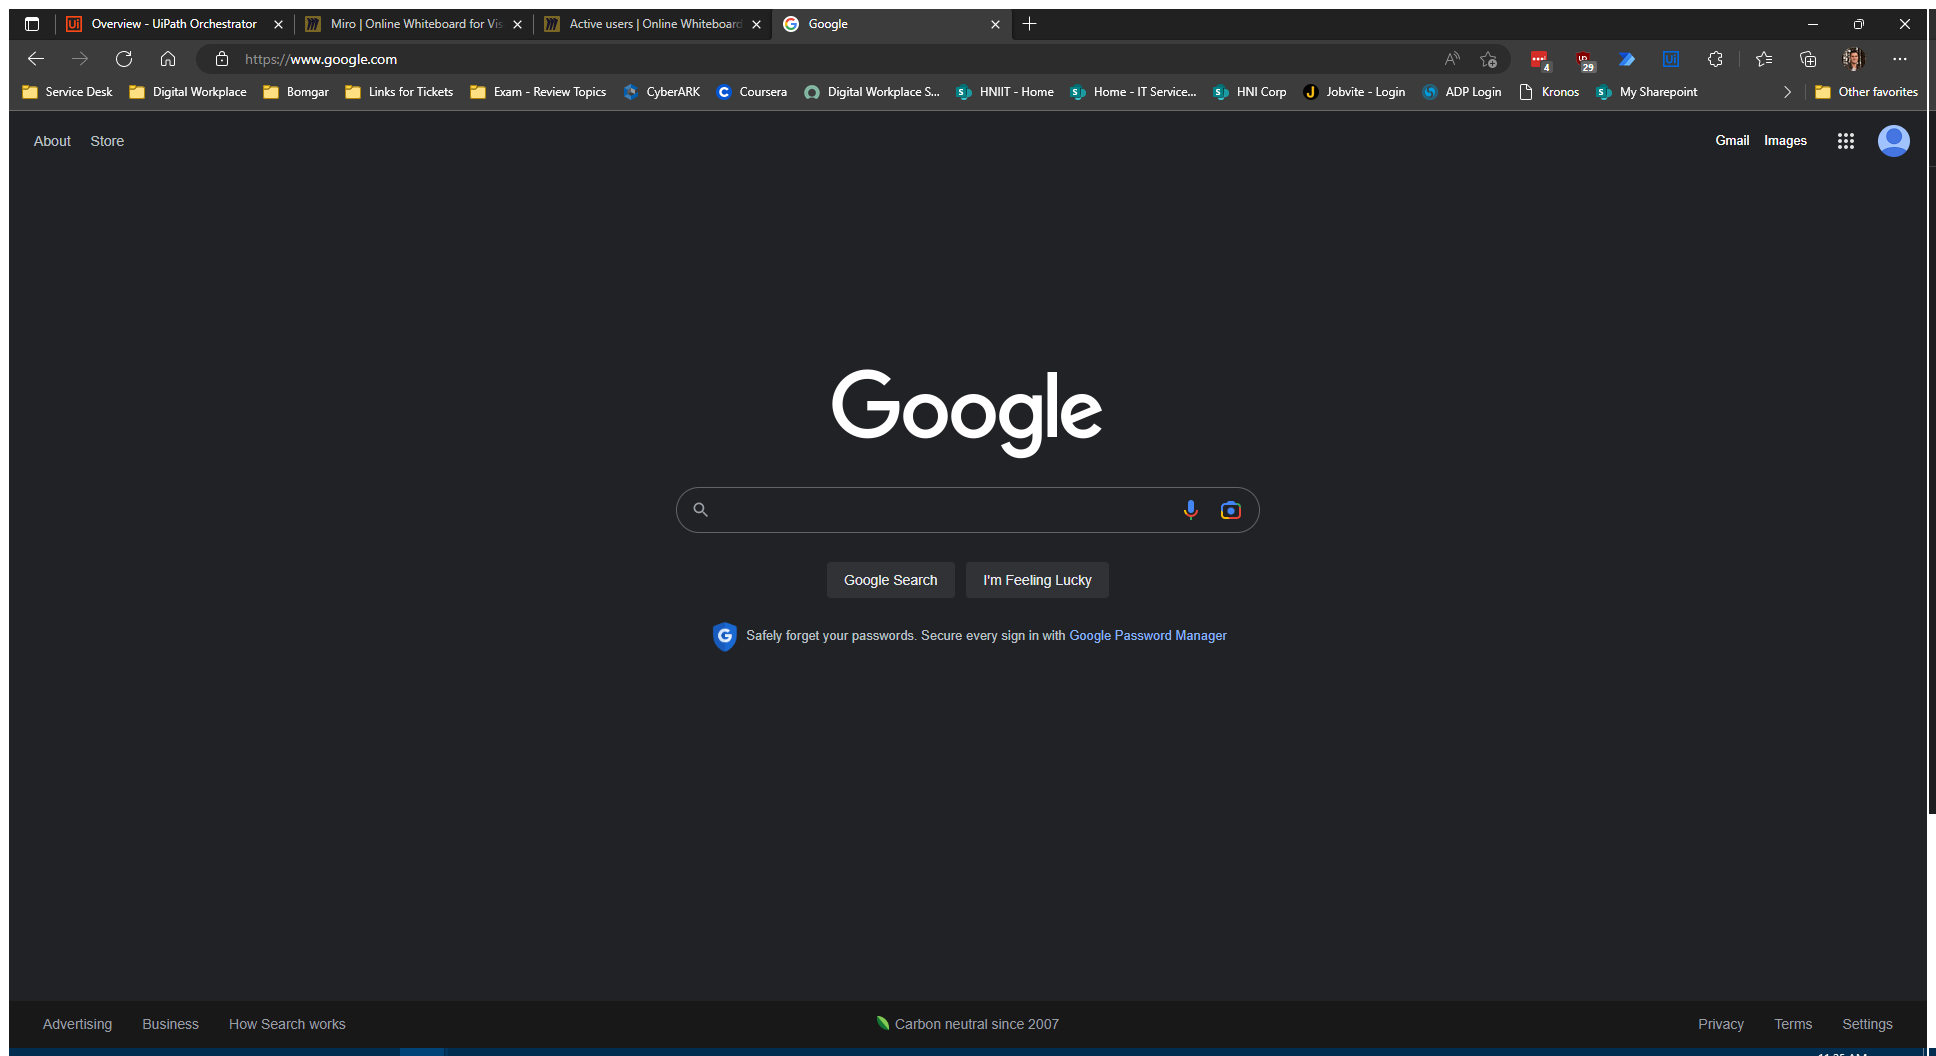 Overview - UiPath Orchestrator
Miro | Online Whiteboard for Vis
Active users | Online Whiteboard
Google
https://www.google.com
4
29
Service Desk
Digital Workplace
Bomgar
Links for Tickets
Exam - Review Topics
CyberARK
Coursera
Digital Workplace S...
HNIIT - Home
Home - IT Service...
HNI Corp
Jobvite - Login
ADP Login
Kronos
My Sharepoint
Other favorites
About Store
Gmail Images
Google
Google Search
I'm Feeling Lucky
Safely forget your passwords. Secure every sign in with Google Password Manager
Advertising Business How Search works
Carbon neutral since 2007
Privacy Terms Settings